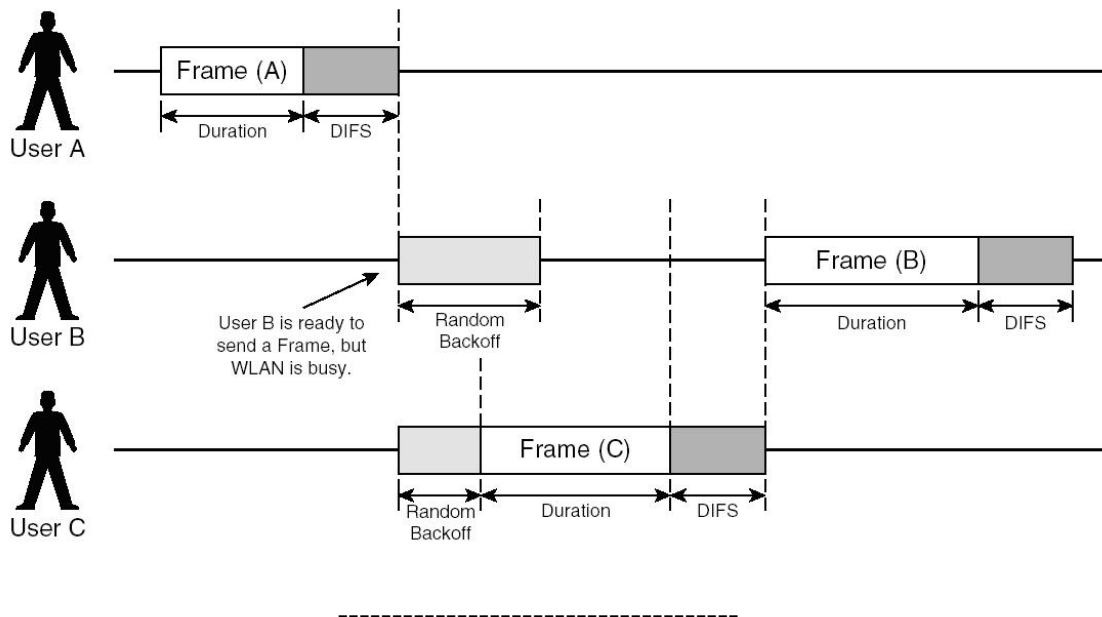 Frame (A)
Duration
DIFS
User A
Frame (B)
User B is ready to
send a Frame, but
WLAN is busy.
Random
Backoff
Duration
DIFS
User B
Frame (C)
Random
Backoff
Duration
DIFS
User C